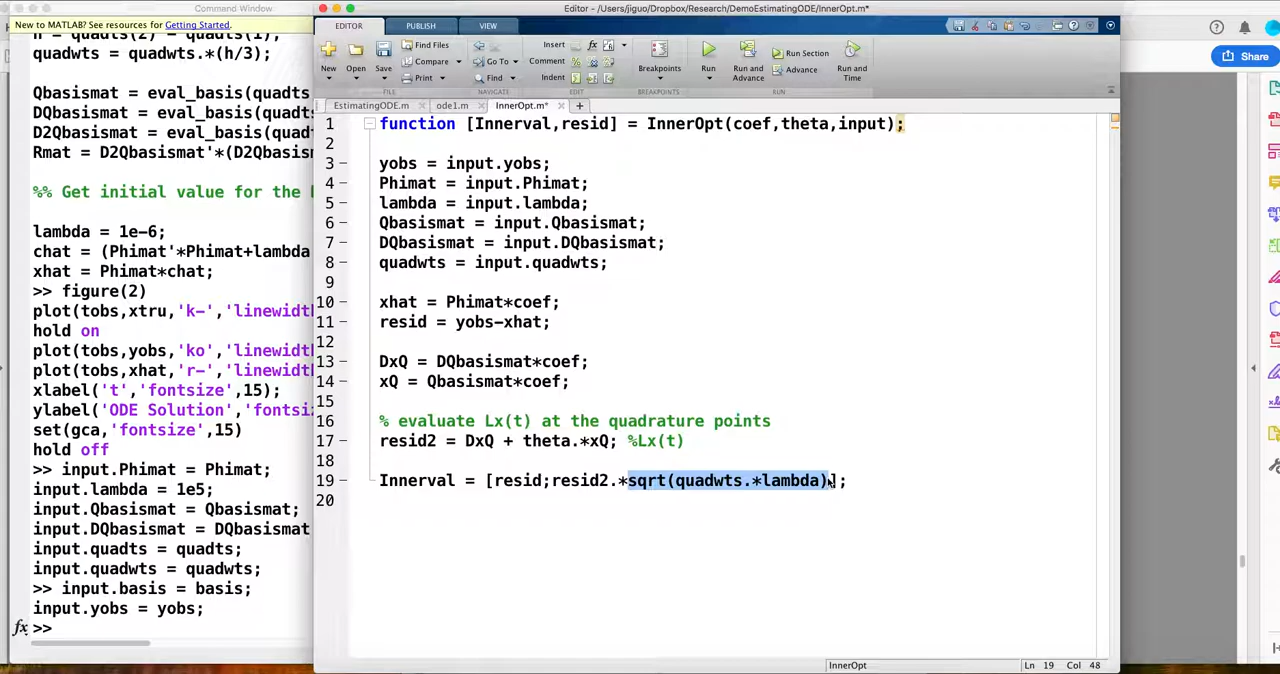 Command Window
New to MATLAB? See resources for Getting Started.
quadwts = quadwts.*(h/3);
Qbasismat = eval_basis(quadts
DQbasismat = eval_basis(quadts
D2Qbasismat = eval_basis(quadt
Rmat = D2Qbasismat'*(D2Qbasism
%% Get initial value for the
lambda = 1e-6;
chat = (Phimat'*Phimat+lambda
xhat = Phimat*chat;
>> figure(2)
plot(tobs,xtru,'k-','linewidth
hold on
plot(tobs,yobs,'ko','linewidth
plot(tobs,xhat,'r-','linewidth
xlabel('t','fontsize',15);
ylabel('ODE Solution','fontsiz
set(gca,'fontsize',15)
hold off
>> input.Phimat = Phimat;
input.lambda = 1e5;
input.Qbasismat = Qbasismat;
input.DQbasismat = DQbasismat
input.quadts = quadts;
input.quadwts = quadwts;
>> input.basis = basis;
input.yobs = yobs;
fx >>
Editor - /Users/jiguo/Dropbox/Research/DemoEstimatingODE/InnerOpt.m*
EDITOR PUBLISH VIEW
New Open Save
Find Files
Compare
Print
FILE
Go To
Find
NAVIGATE
Insert fx
Comment
Indent
EDIT
Breakpoints
BREAKPOINTS
Run
Run and Advance
Run Section
Advance
Run and Time
RUN
EstimatingODE.m ode1.m InnerOpt.m* +
1 function [Innerval,resid] = InnerOpt(coef,theta,input);
2
3 yobs = input.yobs;
4 Phimat = input.Phimat;
5 lambda = input.lambda;
6 Qbasismat = input.Qbasismat;
7 DQbasismat = input.DQbasismat;
8 quadwts = input.quadwts;
9
10 xhat = Phimat*coef;
11 resid = yobs-xhat;
12
13 DxQ = DQbasismat*coef;
14 xQ = Qbasismat*coef;
15
16 % evaluate Lx(t) at the quadrature points
17 resid2 = DxQ + theta.*xQ; %Lx(t)
18
19 Innerval = [resid;resid2.*sqrt(quadwts.*lambda)];
20
InnerOpt
Ln 19 Col 48
Share